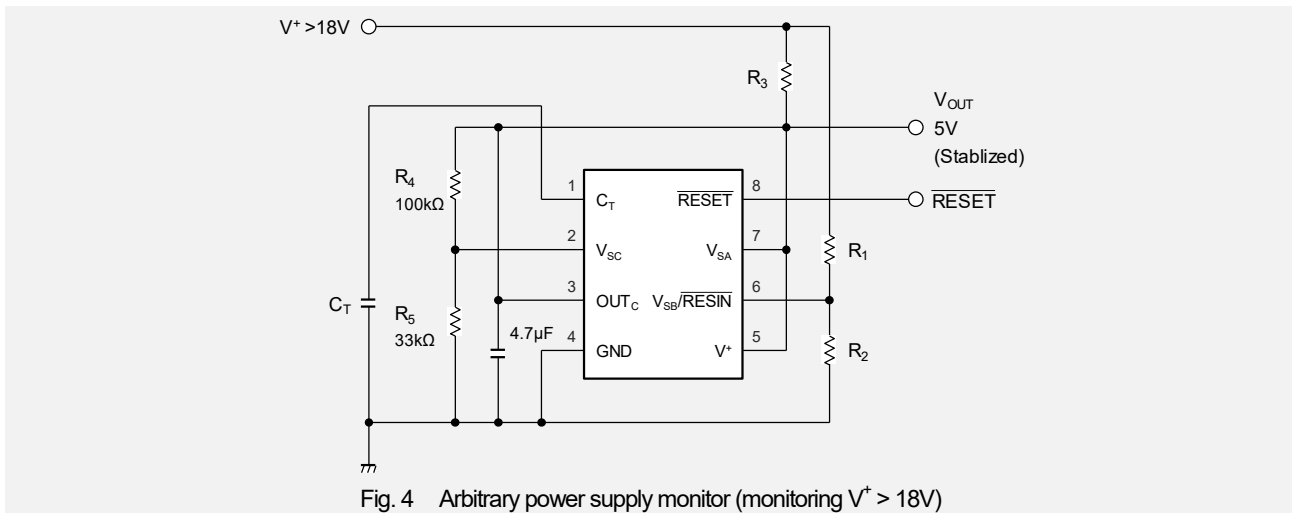 V⁺ >18V
R₃
V_OUT
5V
(Stablized)
R₄
100kΩ
1
C_T
RESET
8
RESET
2
V_SC
V_SA
7
R₁
C_T
R₅
33kΩ
3
OUT_C
V_SB/RESIN
6
4.7µF
4
GND
V⁺
5
R₂
Fig. 4 Arbitrary power supply monitor (monitoring V⁺ > 18V)